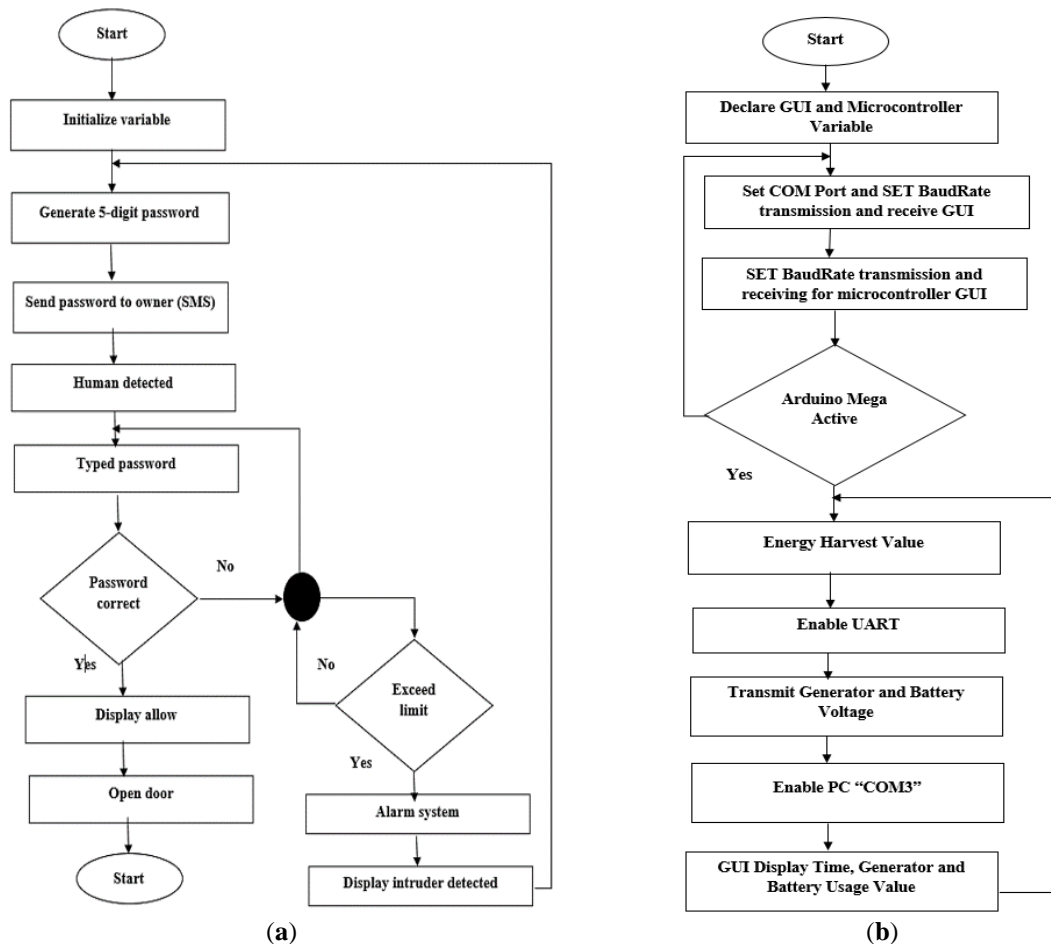 Start
Initialize variable
Generate 5-digit password
Send password to owner (SMS)
Human detected
Typed password
Password
correct
No
Yes
No
Exceed
limit
Yes
Display allow
Open door
Start
Alarm system
Display intruder detected
(a)
Start
Declare GUI and Microcontroller
Variable
Set COM Port and SET BaudRate
transmission and receive GUI
SET BaudRate transmission and
receiving for microcontroller GUI
Arduino Mega
Active
Yes
Energy Harvest Value
Enable UART
Transmit Generator and Battery
Voltage
Enable PC “COM3”
GUI Display Time, Generator and
Battery Usage Value
(b)